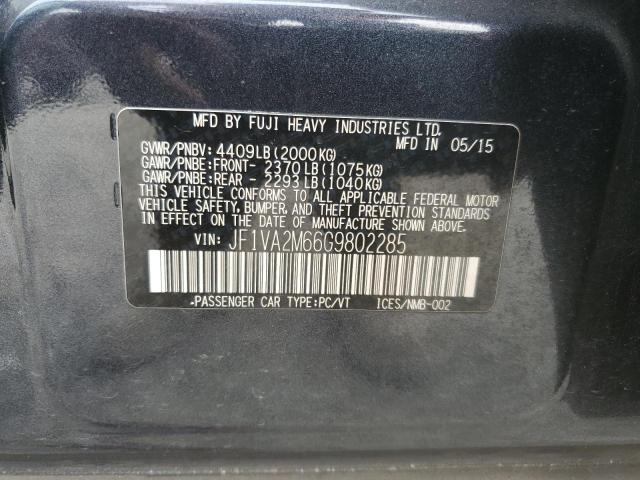 MFD BY FUJI HEAVY INDUSTRIES LTD.
MFD IN 05/15
GVWR/PNBV: 4409LB(2000KG)
GAWR/PNBE:FRONT- 2370LB(1075KG)
GAWR/PNBE:REAR - 2293LB(1040KG)
THIS VEHICLE CONFORMS TO ALL APPLICABLE FEDERAL MOTOR
VEHICLE SAFETY, BUMPER, AND THEFT PREVENTION STANDARDS
IN EFFECT ON THE DATE OF MANUFACTURE SHOWN ABOVE.
VIN: JF1VA2M66G9802285
PASSENGER CAR TYPE:PC/VT ICES/NMB-002